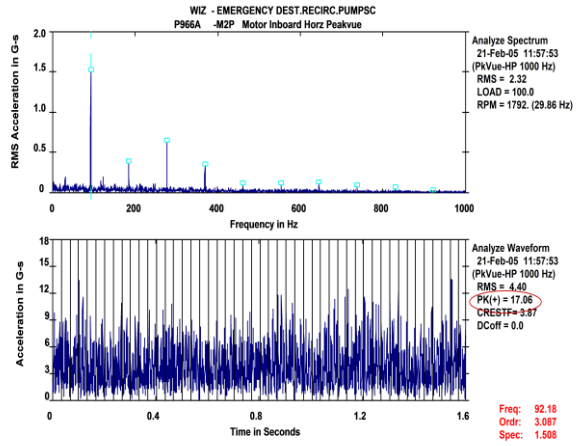 WIZ - EMERGENCY DEST.RECIRC.PUMPSC
P966A -M2P Motor Inboard Horz Peakvue
RMS Acceleration in G-s
2.0
1.5
1.0
0.5
0
0 200 400 600 800 1000
Frequency in Hz
Analyze Spectrum
21-Feb-05 11:57:53
(PkVue-HP 1000 Hz)
RMS = 2.32
LOAD = 100.0
RPM = 1792. (29.86 Hz)
Acceleration in G-s
18
15
12
9
6
3
0
0 0.4 0.8 1.2 1.6
Time in Seconds
Analyze Waveform
21-Feb-05 11:57:53
(PkVue-HP 1000 Hz)
RMS = 4.40
PK(+) = 17.06
CRESTF= 3.87
DCoff = 0.0
Freq: 92.18
Ordr: 3.087
Spec: 1.508